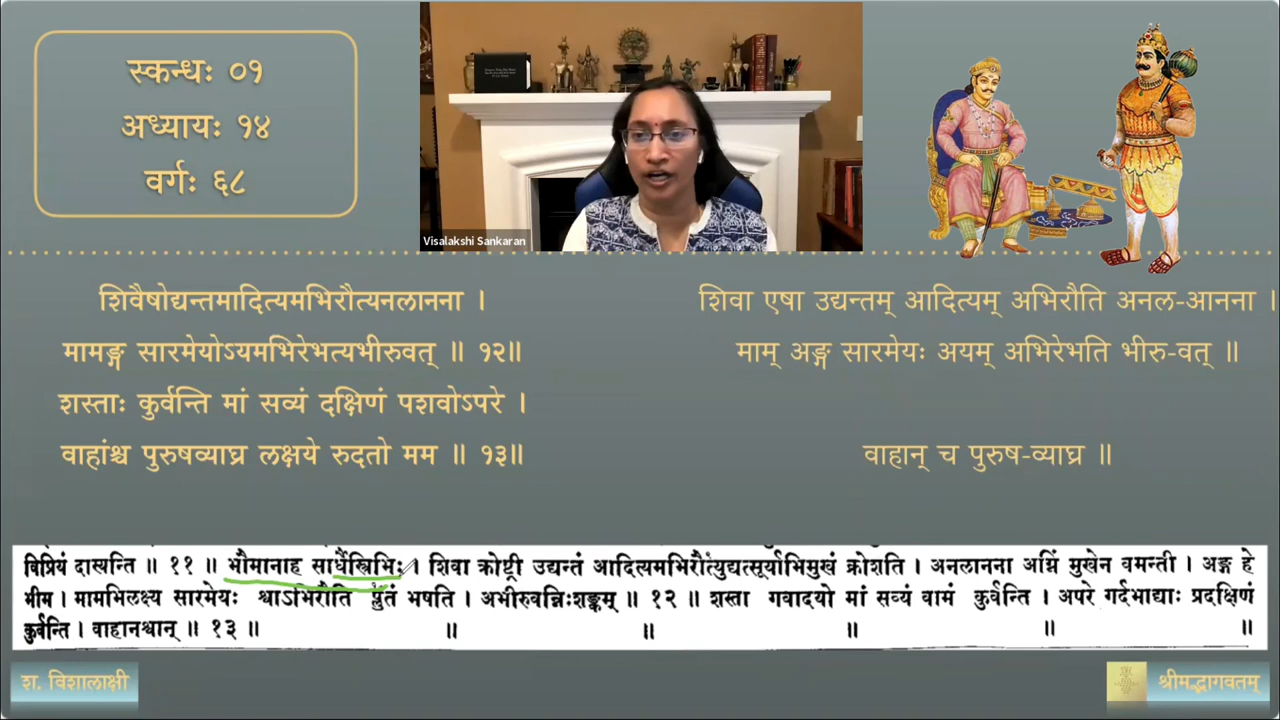 स्कन्धः ०१
अध्यायः १४
वर्गः ६८
Visalakshi Sankaran
शिवैषोद्यन्तमादित्यमभिरौत्यनलानना ।
मामङ्ग सारमेयोऽयमभिरेभत्यभीरुवत् ॥ १२॥
शस्ताः कुर्वन्ति मां सव्यं दक्षिणं पशवोऽपरे ।
वाहांश्च पुरुषव्याघ्र लक्षये रुदतो मम ॥ १३॥
शिवा एषा उद्यन्तम् आदित्यम् अभिरौति अनल-आनना ।
माम् अङ्ग सारमेयः अयम् अभिरेभति भीरु-वत् ॥
वाहान् च पुरुष-व्याघ्र ॥
विप्रियं दास्यन्ति ॥ ११ ॥ भौमानाह सार्धैस्त्रिभिः । शिवा क्रोष्ट्री उद्यन्तं आदित्यमभिरौत्युद्यत्सूर्याभिमुखं क्रोशति । अनलानना अग्निं मुखेन वमन्ती । अङ्ग हे
भीम । मामभिलक्ष्य सारमेयः श्वाऽभिरौति प्लुतं भषति । अभीरुवन्निःशङ्कम् ॥ १२ ॥ शस्ता गवादयो मां सव्यं वामं कुर्वन्ति । अपरे गर्दभाद्याः प्रदक्षिणं
कुर्वन्ति । वाहानश्वान् ॥ १३ ॥ ॥ ॥ ॥ ॥ ॥
श. विशालाक्षी
श्रीमद्भागवतम्